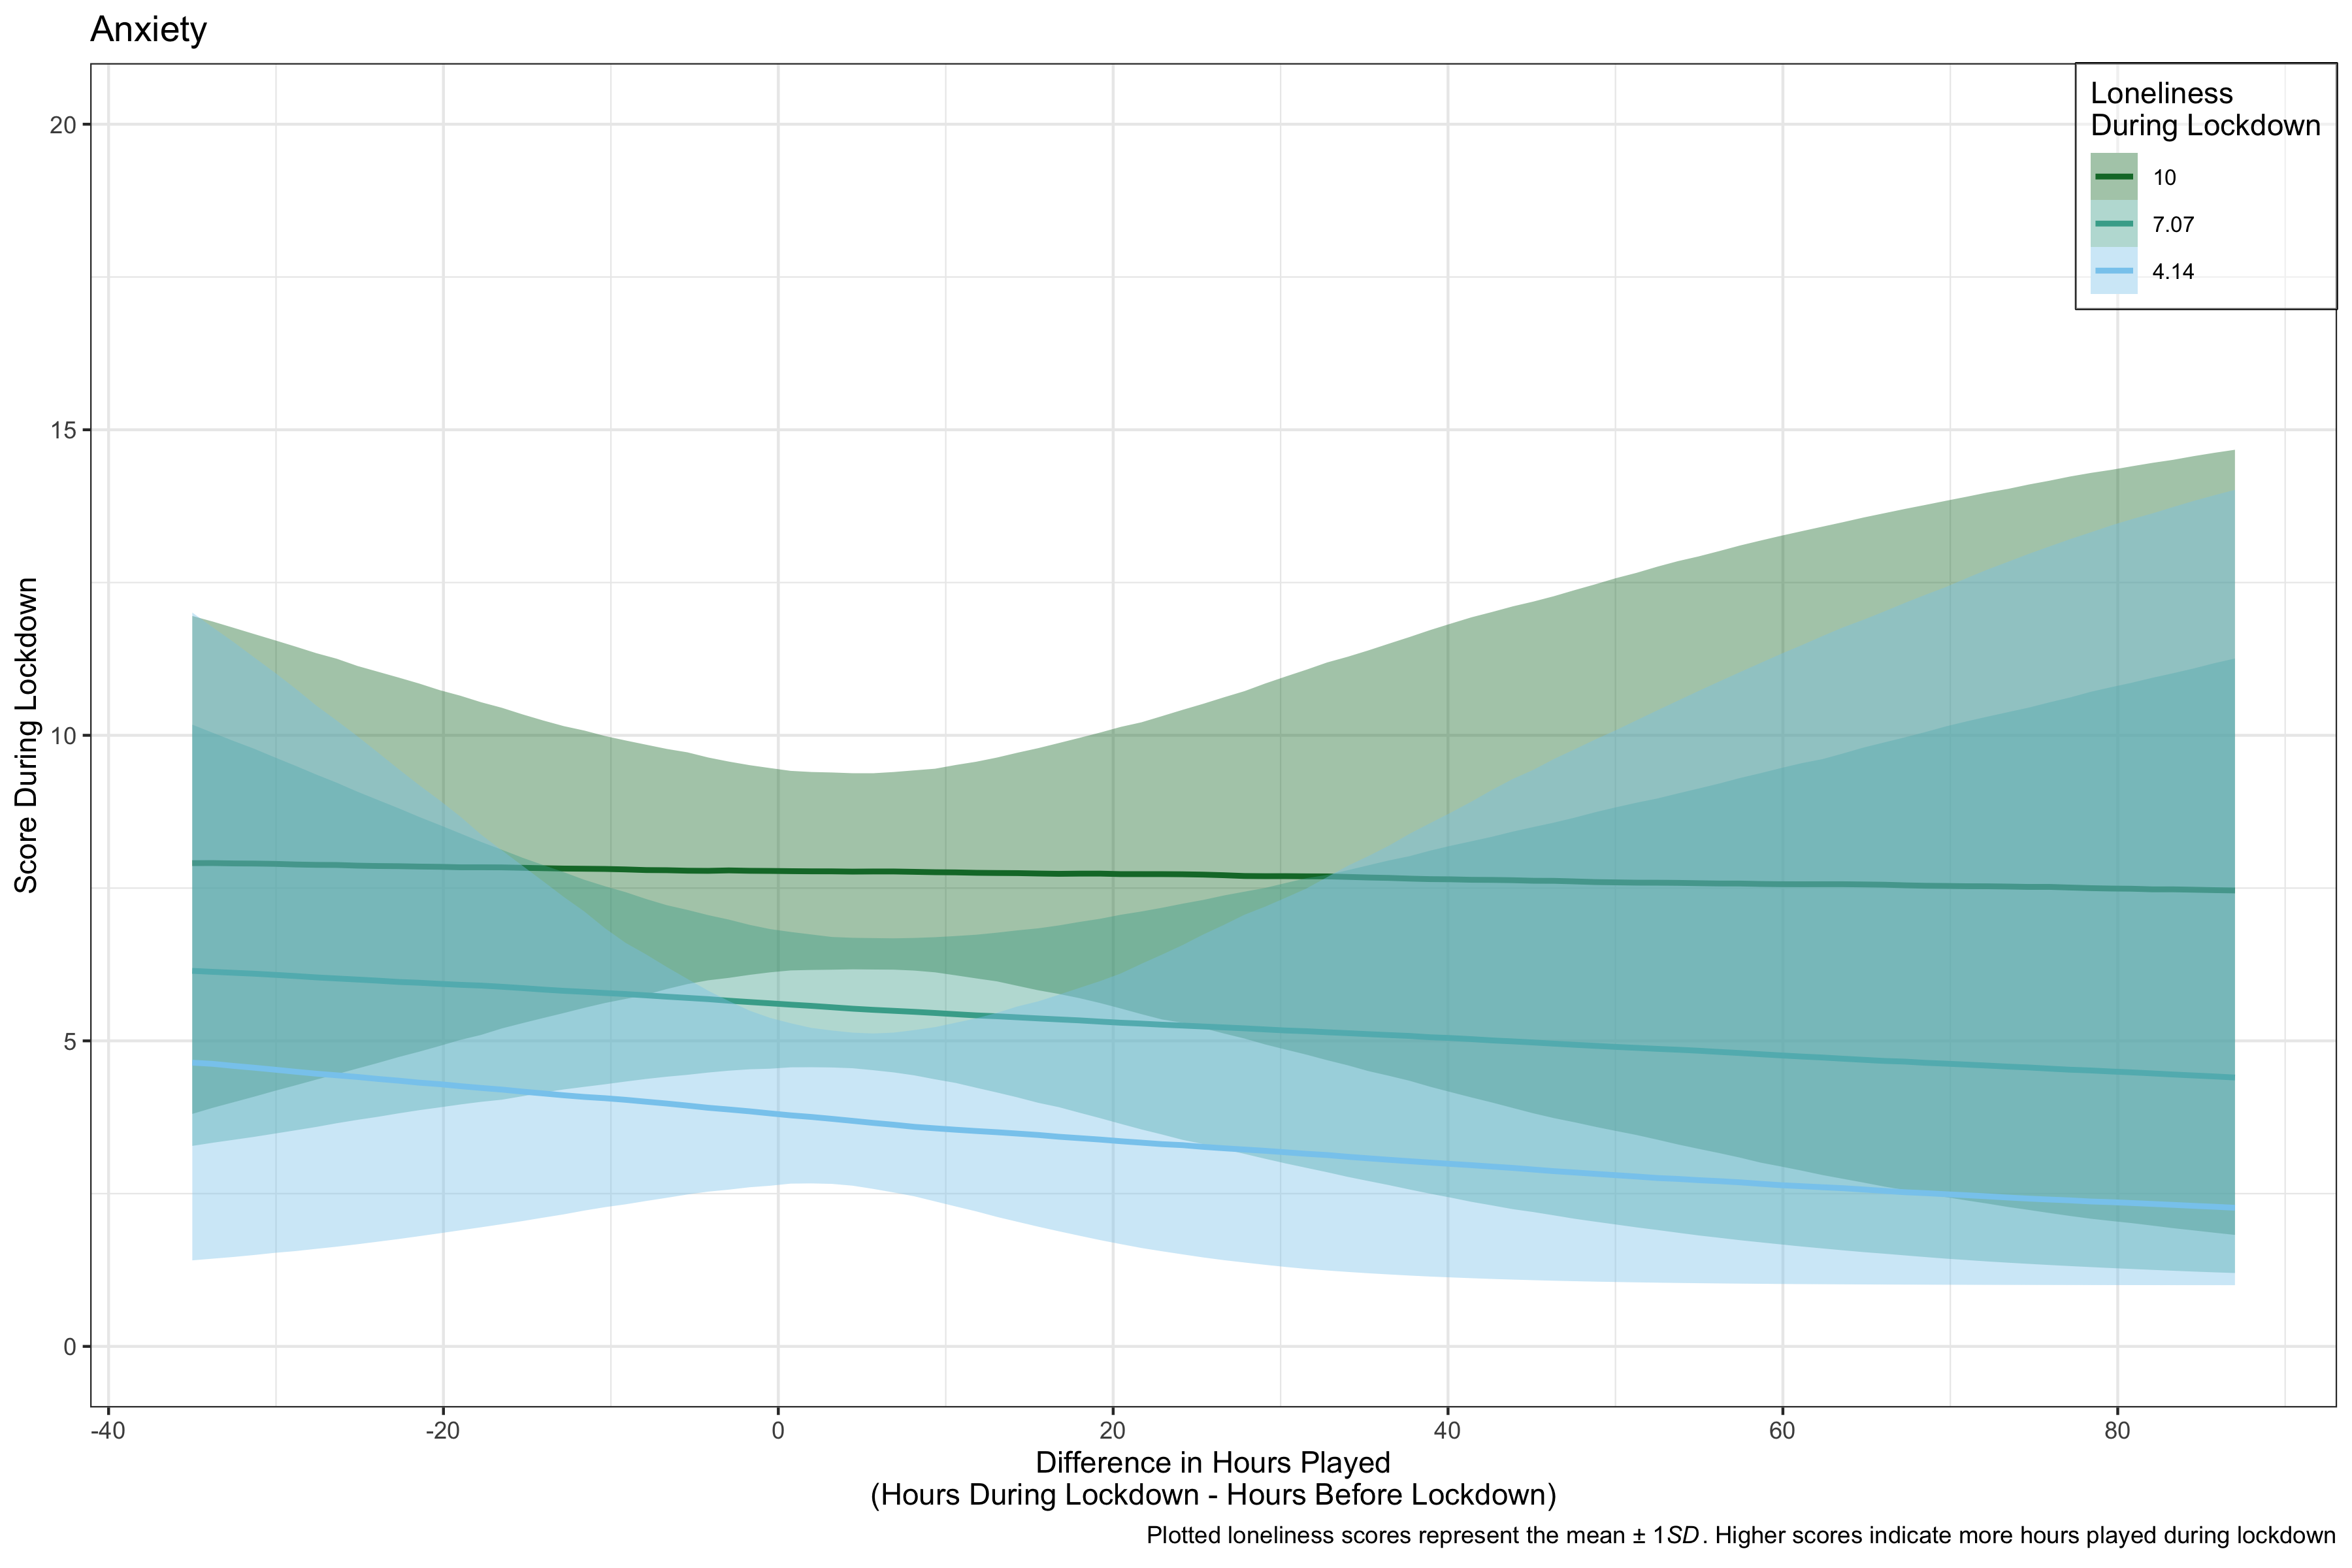 Anxiety
Loneliness
During Lockdown
10
7.07
4.14
20
15
10
5
0
Score During Lockdown
-40
-20
0
20
40
60
80
Difference in Hours Played
(Hours During Lockdown - Hours Before Lockdown)
Plotted loneliness scores represent the mean ± 1SD. Higher scores indicate more hours played during lockdown